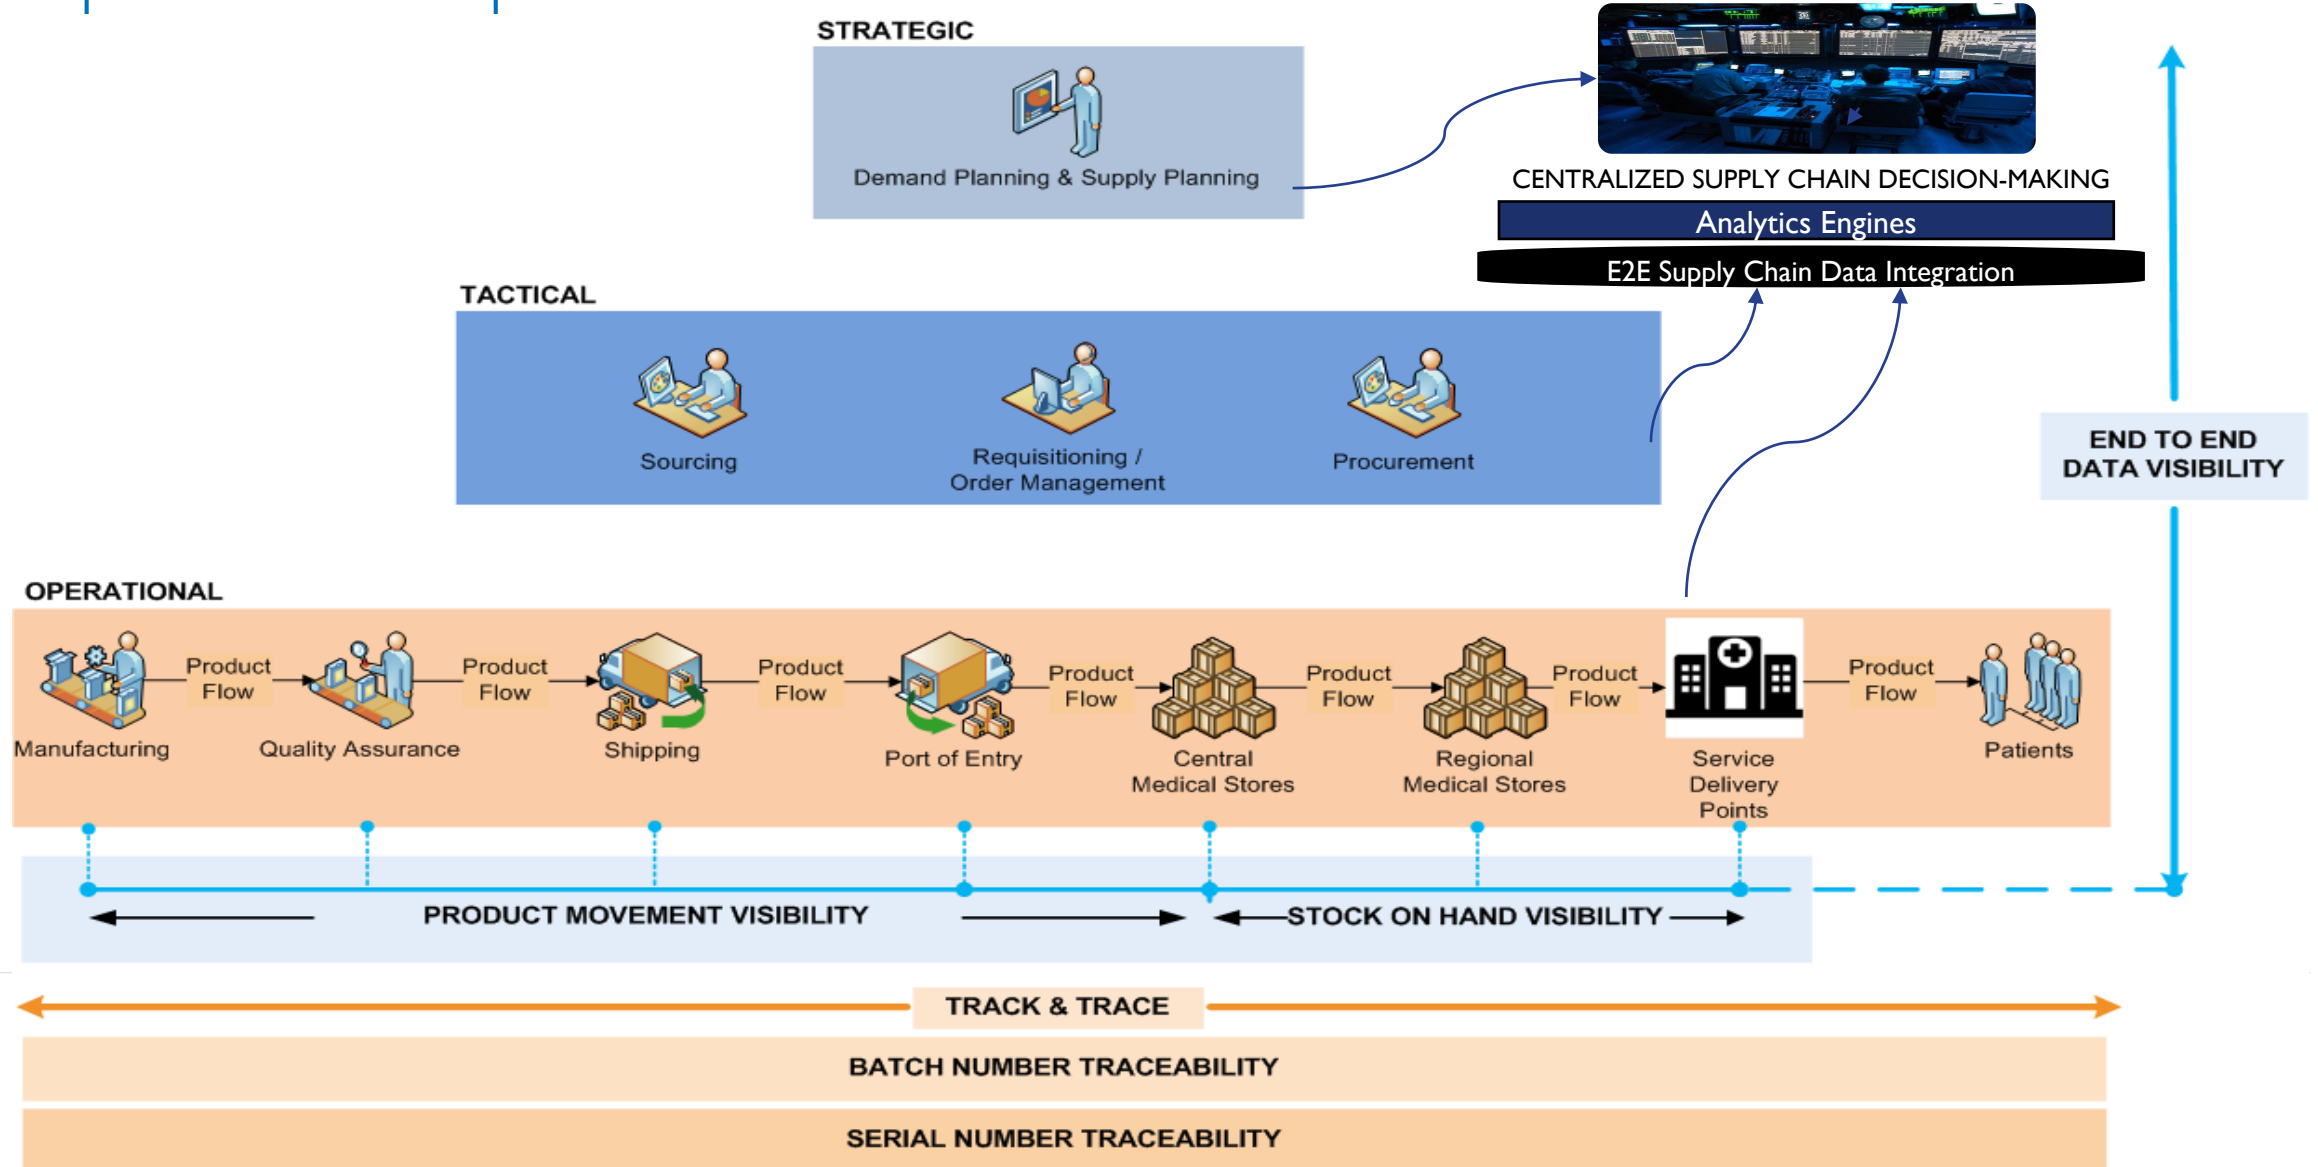 STRATEGIC
Demand Planning & Supply Planning
CENTRALIZED SUPPLY CHAIN DECISION-MAKING
Analytics Engines
E2E Supply Chain Data Integration
TACTICAL
Sourcing
Requisitioning /
Order Management
Procurement
END TO END
DATA VISIBILITY
OPERATIONAL
Product
Flow
Product
Flow
Product
Flow
Product
Flow
Product
Flow
Product
Flow
Product
Flow
Manufacturing
Quality Assurance
Shipping
Port of Entry
Central
Medical Stores
Regional
Medical Stores
Service
Delivery
Points
Patients
PRODUCT MOVEMENT VISIBILITY
STOCK ON HAND VISIBILITY
TRACK & TRACE
BATCH NUMBER TRACEABILITY
SERIAL NUMBER TRACEABILITY